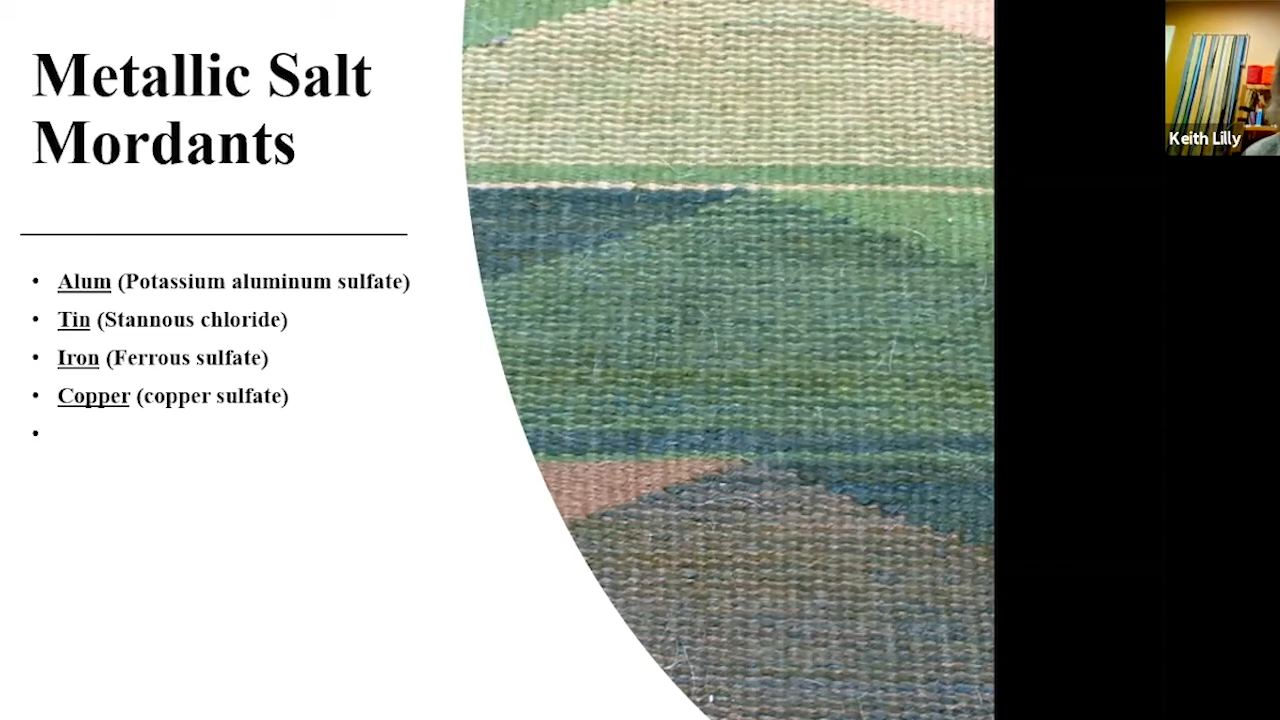 Metallic Salt
Mordants
• Alum (Potassium aluminum sulfate)
• Tin (Stannous chloride)
• Iron (Ferrous sulfate)
• Copper (copper sulfate)
•
Keith Lilly